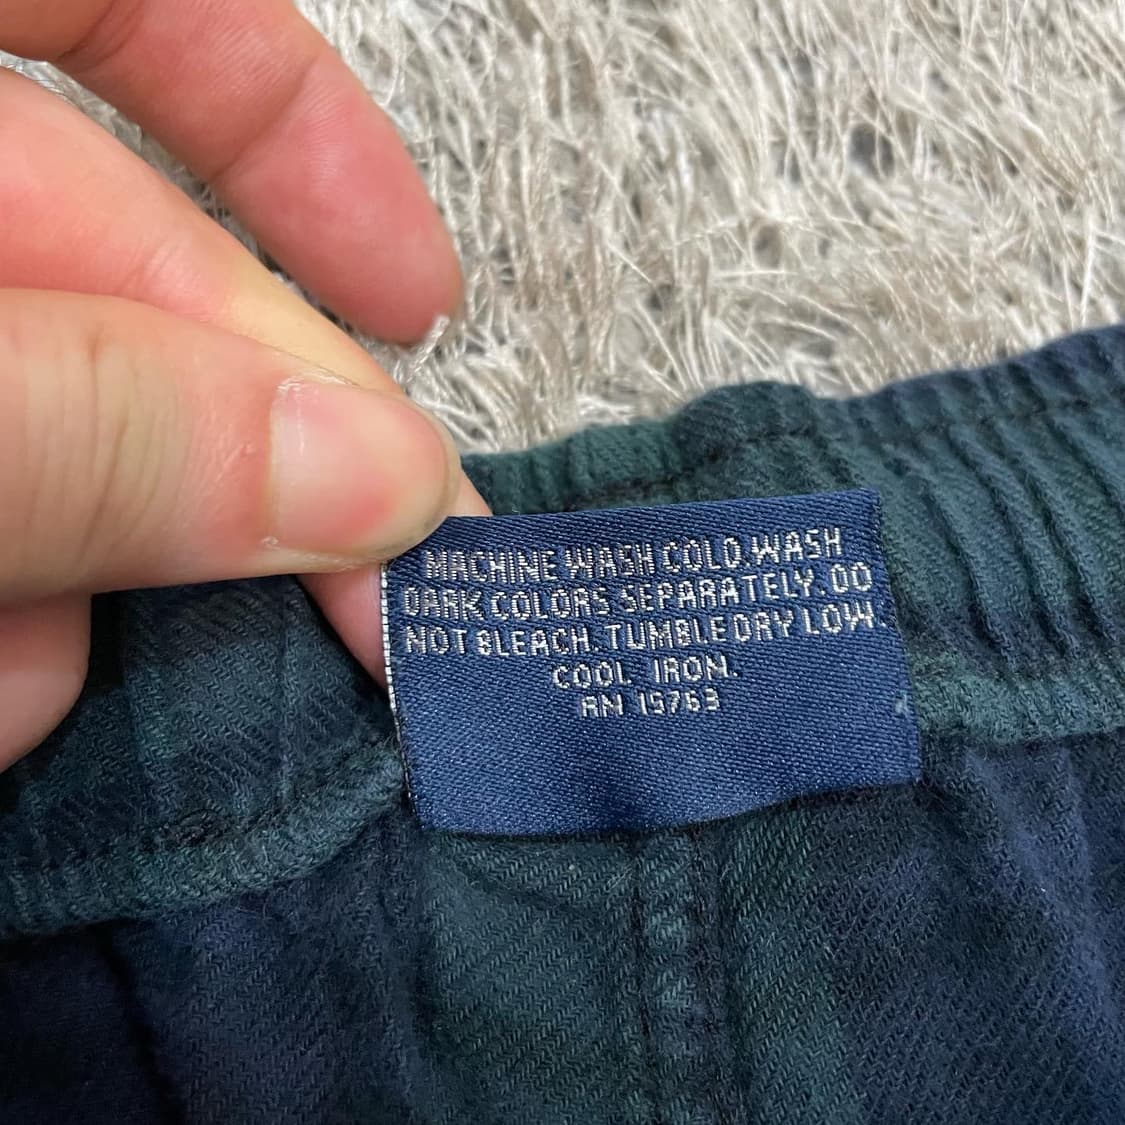 MACHINE WASH COLD. WASH
DARK COLORS SEPARATELY. DO
NOT BLEACH. TUMBLE DRY LOW.
COOL IRON.
RN 15763